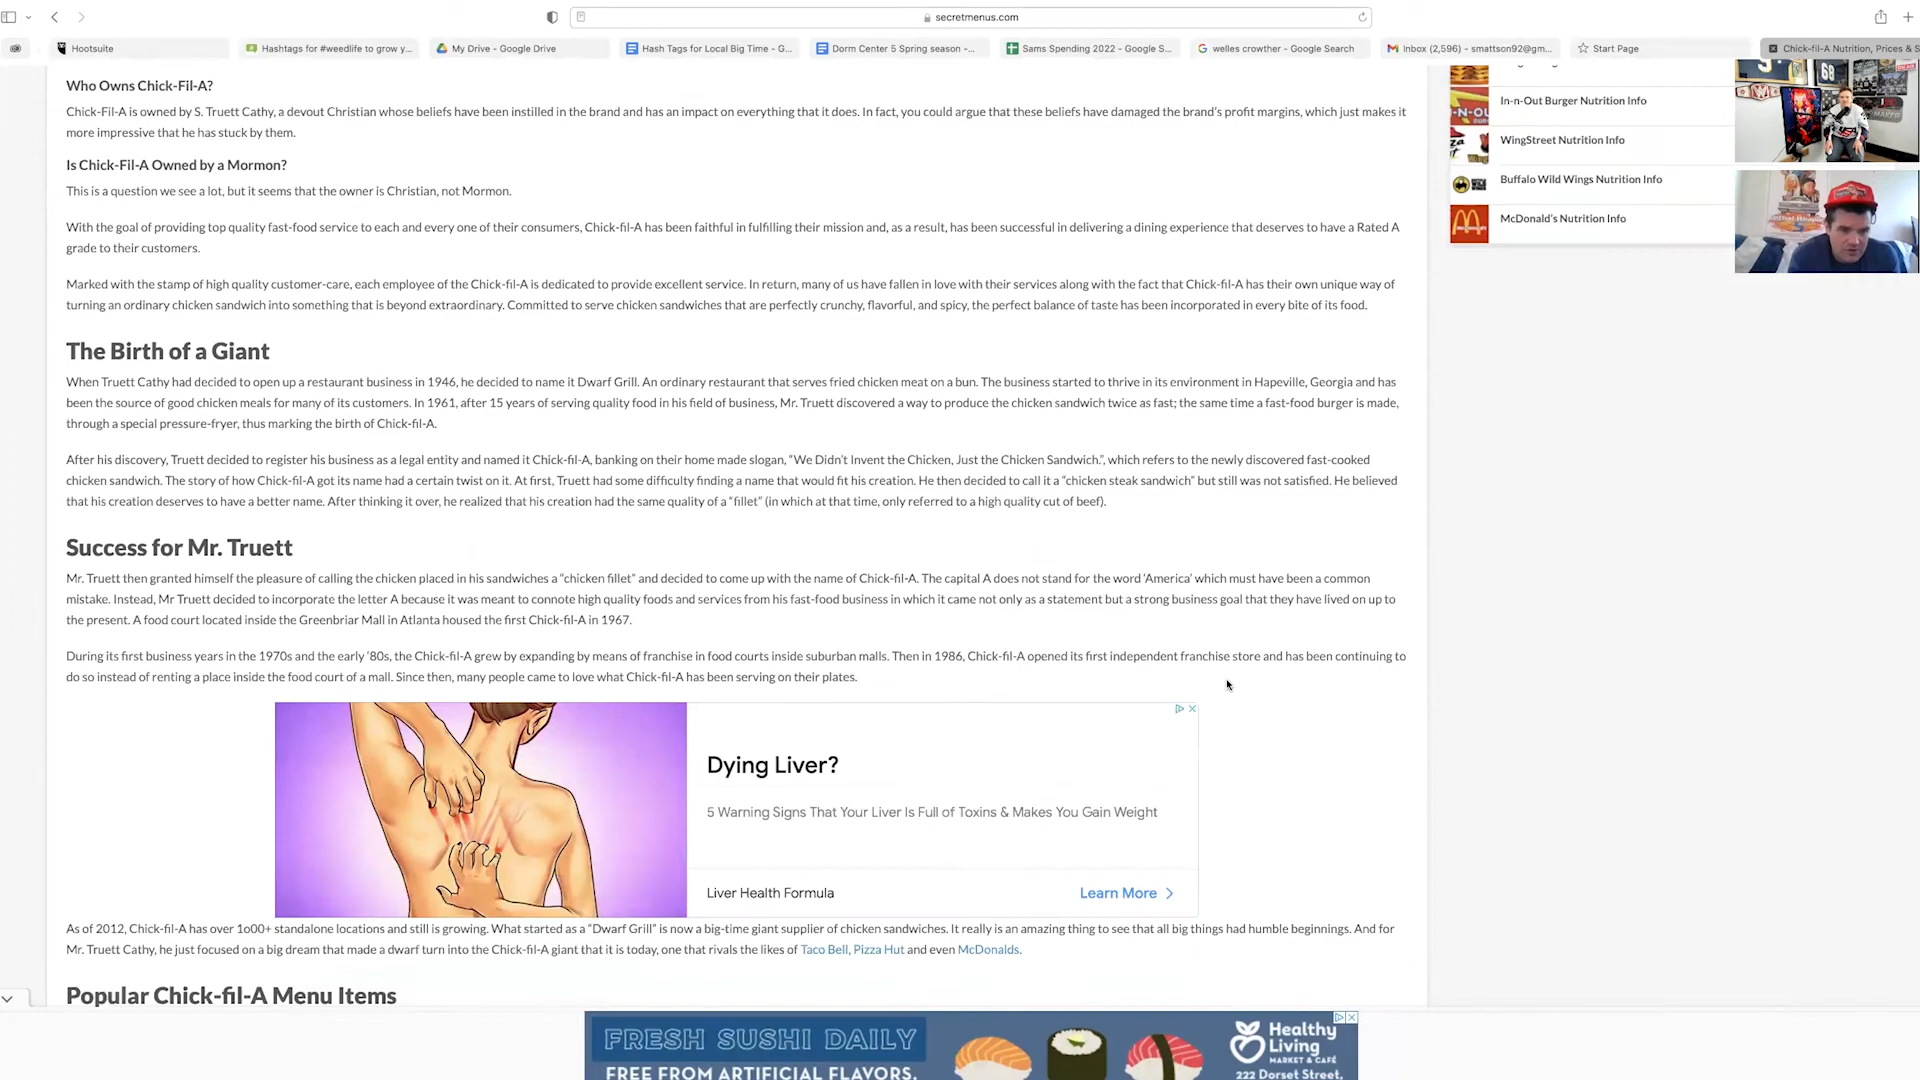 secretmenus.com
Hootsuite
Hashtags for #weedlife to grow y...
My Drive - Google Drive
Hash Tags for Local Big Time - G...
Dorm Center 5 Spring season -...
Sams Spending 2022 - Google S...
welles crowther - Google Search
Inbox (2,596) - smattson92@gm...
Start Page
Chick-fil-A Nutrition, Prices & S
Who Owns Chick-Fil-A?
Chick-Fil-A is owned by S. Truett Cathy, a devout Christian whose beliefs have been instilled in the brand and has an impact on everything that it does. In fact, you could argue that these beliefs have damaged the brand's profit margins, which just makes it
more impressive that he has stuck by them.
Is Chick-Fil-A Owned by a Mormon?
This is a question we see a lot, but it seems that the owner is Christian, not Mormon.
With the goal of providing top quality fast-food service to each and every one of their consumers, Chick-fil-A has been faithful in fulfilling their mission and, as a result, has been successful in delivering a dining experience that deserves to have a Rated A
grade to their customers.
Marked with the stamp of high quality customer-care, each employee of the Chick-fil-A is dedicated to provide excellent service. In return, many of us have fallen in love with their services along with the fact that Chick-fil-A has their own unique way of
turning an ordinary chicken sandwich into something that is beyond extraordinary. Committed to serve chicken sandwiches that are perfectly crunchy, flavorful, and spicy, the perfect balance of taste has been incorporated in every bite of its food.
The Birth of a Giant
When Truett Cathy had decided to open up a restaurant business in 1946, he decided to name it Dwarf Grill. An ordinary restaurant that serves fried chicken meat on a bun. The business started to thrive in its environment in Hapeville, Georgia and has
been the source of good chicken meals for many of its customers. In 1961, after 15 years of serving quality food in his field of business, Mr. Truett discovered a way to produce the chicken sandwich twice as fast; the same time a fast-food burger is made,
through a special pressure-fryer, thus marking the birth of Chick-fil-A.
After his discovery, Truett decided to register his business as a legal entity and named it Chick-fil-A, banking on their home made slogan, “We Didn't Invent the Chicken, Just the Chicken Sandwich.”, which refers to the newly discovered fast-cooked
chicken sandwich. The story of how Chick-fil-A got its name had a certain twist on it. At first, Truett had some difficulty finding a name that would fit his creation. He then decided to call it a “chicken steak sandwich” but still was not satisfied. He believed
that his creation deserves to have a better name. After thinking it over, he realized that his creation had the same quality of a “fillet” (in which at that time, only referred to a high quality cut of beef).
Success for Mr. Truett
Mr. Truett then granted himself the pleasure of calling the chicken placed in his sandwiches a “chicken fillet” and decided to come up with the name of Chick-fil-A. The capital A does not stand for the word ‘America’ which must have been a common
mistake. Instead, Mr Truett decided to incorporate the letter A because it was meant to connote high quality foods and services from his fast-food business in which it came not only as a statement but a strong business goal that they have lived on up to
the present. A food court located inside the Greenbriar Mall in Atlanta housed the first Chick-fil-A in 1967.
During its first business years in the 1970s and the early ‘80s, the Chick-fil-A grew by expanding by means of franchise in food courts inside suburban malls. Then in 1986, Chick-fil-A opened its first independent franchise store and has been continuing to
do so instead of renting a place inside the food court of a mall. Since then, many people came to love what Chick-fil-A has been serving on their plates.
Dying Liver?
5 Warning Signs That Your Liver Is Full of Toxins & Makes You Gain Weight
Liver Health Formula
Learn More
As of 2012, Chick-fil-A has over 1o00+ standalone locations and still is growing. What started as a “Dwarf Grill” is now a big-time giant supplier of chicken sandwiches. It really is an amazing thing to see that all big things had humble beginnings. And for
Mr. Truett Cathy, he just focused on a big dream that made a dwarf turn into the Chick-fil-A giant that it is today, one that rivals the likes of Taco Bell, Pizza Hut and even McDonalds.
Popular Chick-fil-A Menu Items
In-n-Out Burger Nutrition Info
WingStreet Nutrition Info
Buffalo Wild Wings Nutrition Info
McDonald's Nutrition Info
FRESH SUSHI DAILY
FREE FROM ARTIFICIAL FLAVORS,
Healthy
Living
MARKET & CAFÉ
222 Dorset Street,